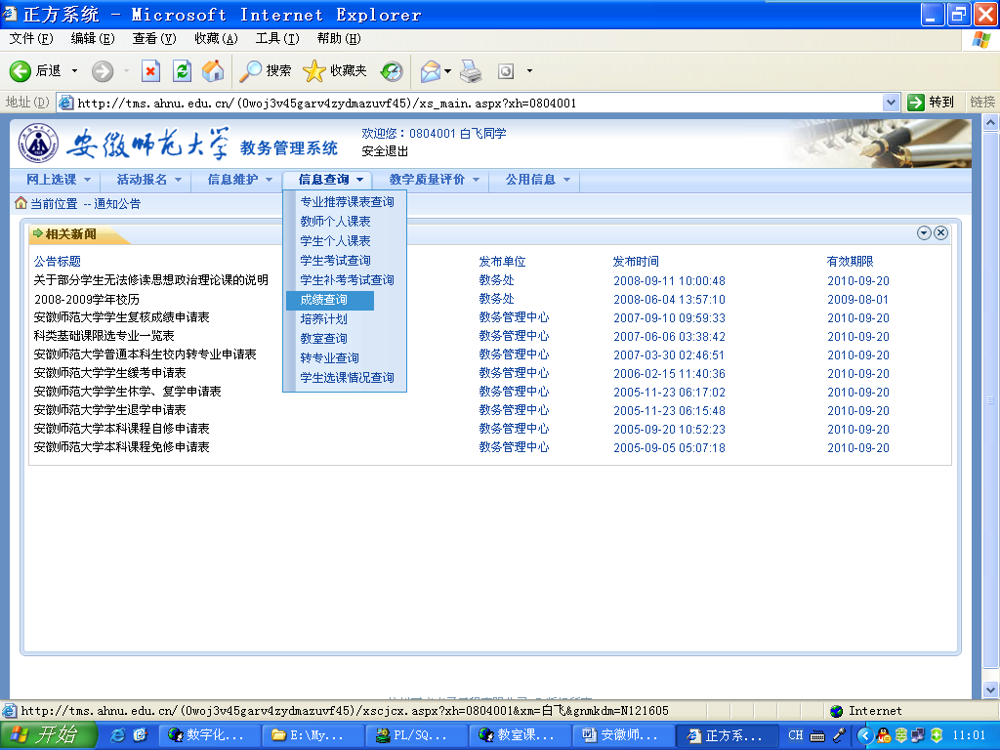 正方系统 - Microsoft Internet Explorer
文件(F) 编辑(E) 查看(V) 收藏(A) 工具(T) 帮助(H)
后退 搜索 收藏夹
地址(D) http://tms.ahnu.edu.cn/(0woj3v45garv4zydmazuvf45)/xs_main.aspx?xh=0804001 转到 链接
安徽师范大学 教务管理系统
欢迎您：0804001 白飞同学
安全退出
网上选课 活动报名 信息维护 信息查询 教学质量评价 公用信息
当前位置 -- 通知公告
专业推荐课表查询
教师个人课表
学生个人课表
学生考试查询
学生补考考试查询
成绩查询
培养计划
教室查询
转专业查询
学生选课情况查询
相关新闻
公告标题 发布单位 发布时间 有效期限
关于部分学生无法修读思想政治理论课的说明 教务处 2008-09-11 10:00:48 2010-09-20
2008-2009学年校历 教务处 2008-06-04 13:57:10 2009-08-01
安徽师范大学学生复核成绩申请表 教务管理中心 2007-09-10 09:59:33 2010-09-20
科类基础课限选专业一览表 教务管理中心 2007-06-06 03:38:42 2010-09-20
安徽师范大学普通本科生校内转专业申请表 教务管理中心 2007-03-30 02:46:51 2010-09-20
安徽师范大学学生缓考申请表 教务管理中心 2006-02-15 11:40:36 2010-09-20
安徽师范大学学生休学、复学申请表 教务管理中心 2005-11-23 06:17:02 2010-09-20
安徽师范大学学生退学申请表 教务管理中心 2005-11-23 06:15:48 2010-09-20
安徽师范大学本科课程自修申请表 教务管理中心 2005-09-20 10:52:23 2010-09-20
安徽师范大学本科课程免修申请表 教务管理中心 2005-09-05 05:07:18 2010-09-20
http://tms.ahnu.edu.cn/(0woj3v45garv4zydmazuvf45)/xscjcx.aspx?xh=0804001&xm=白飞&gnmkdm=N121605 Internet
开始 数字化... E:\My... PL/SQ... 教室课... 安徽师... 正方系... CH 11:01